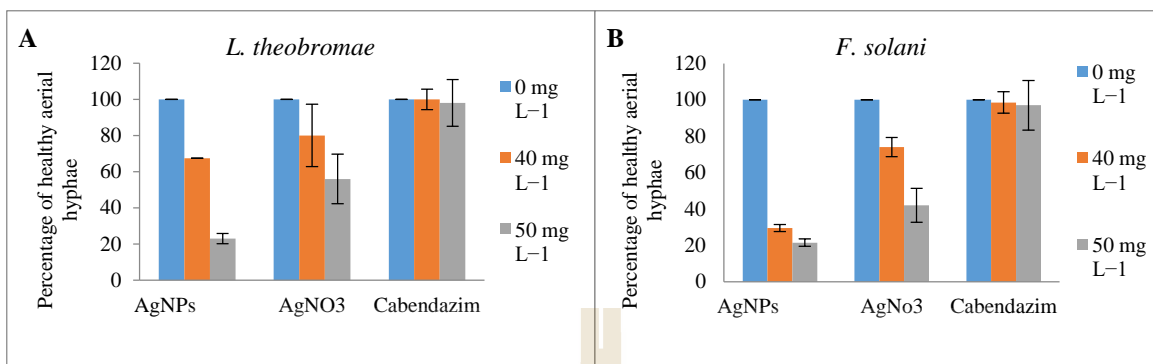 A
L. theobromae
Percentage of healthy aerial
hyphae
120
100
80
60
40
20
0
AgNPs
AgNO3
Cabendazim
0 mg
L−1
40 mg
L−1
50 mg
L−1
B
F. solani
Percentage of healthy aerial
hyphae
120
100
80
60
40
20
0
AgNPs
AgNo3
Cabendazim
0 mg
L−1
40 mg
L−1
50 mg
L−1